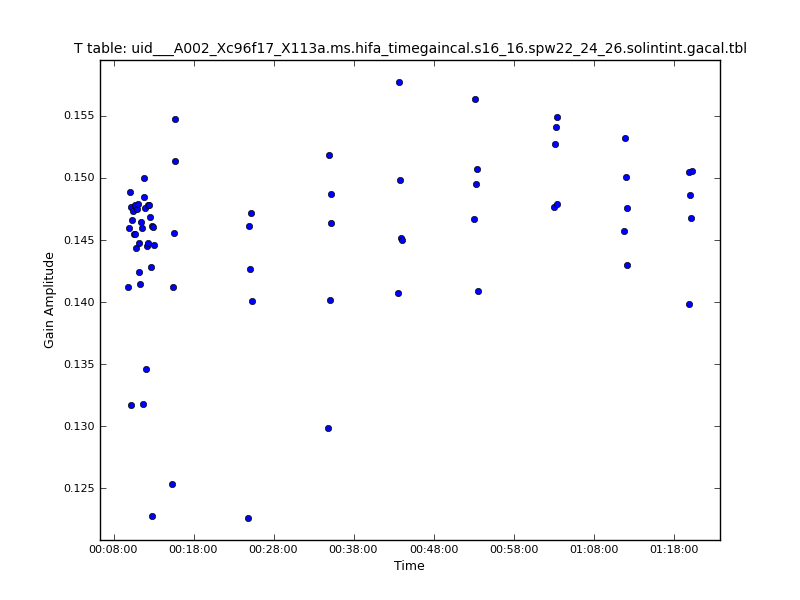 T table: uid___A002_Xc96f17_X113a.ms.hifa_timegaincal.s16_16.spw22_24_26.solintint.gacal.tbl
Gain Amplitude
0.155
0.150
0.145
0.140
0.135
0.130
0.125
00:08:00 00:18:00 00:28:00 00:38:00 00:48:00 00:58:00 01:08:00 01:18:00
Time